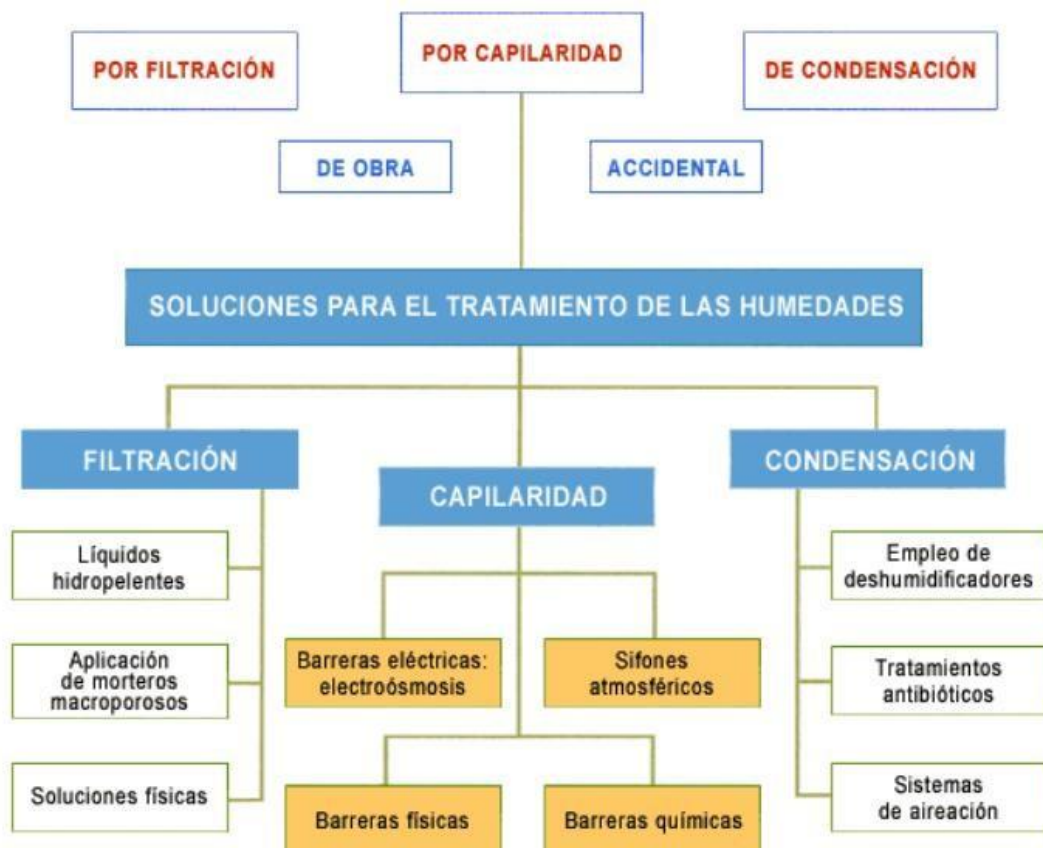 POR FILTRACIÓN
POR CAPILARIDAD
DE CONDENSACIÓN
DE OBRA
ACCIDENTAL
SOLUCIONES PARA EL TRATAMIENTO DE LAS HUMEDADES
FILTRACIÓN
Líquidos
hidropelentes
Aplicación
de morteros
macroporosos
Soluciones físicas
CAPILARIDAD
Barreras eléctricas:
electroósmosis
Sifones
atmosféricos
Barreras físicas
Barreras químicas
CONDENSACIÓN
Empleo de
deshumidificadores
Tratamientos
antibióticos
Sistemas
de aireación